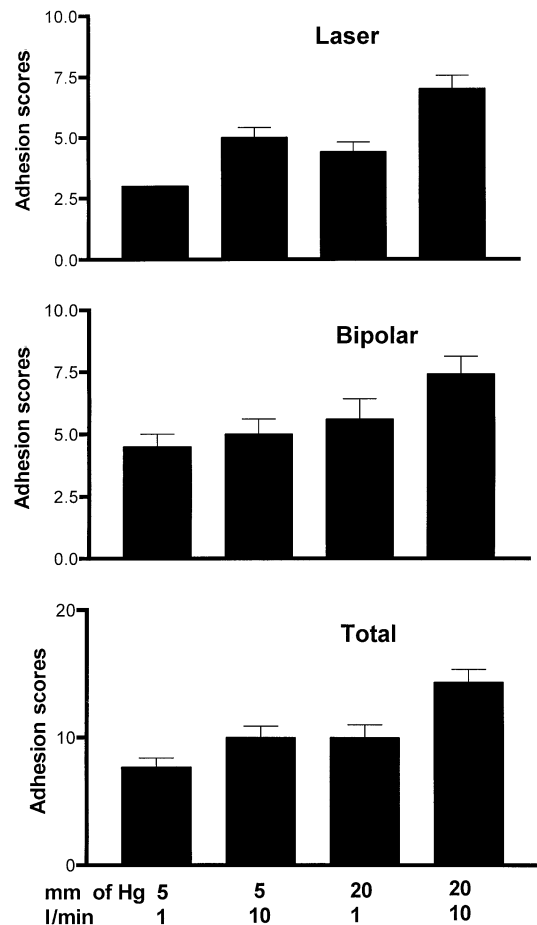 Laser
Adhesion scores
10.0
7.5
5.0
2.5
0.0
Bipolar
Adhesion scores
10.0
7.5
5.0
2.5
0.0
Total
Adhesion scores
20
10
0
mm of Hg 5 5 20 20
l/min 1 10 1 10